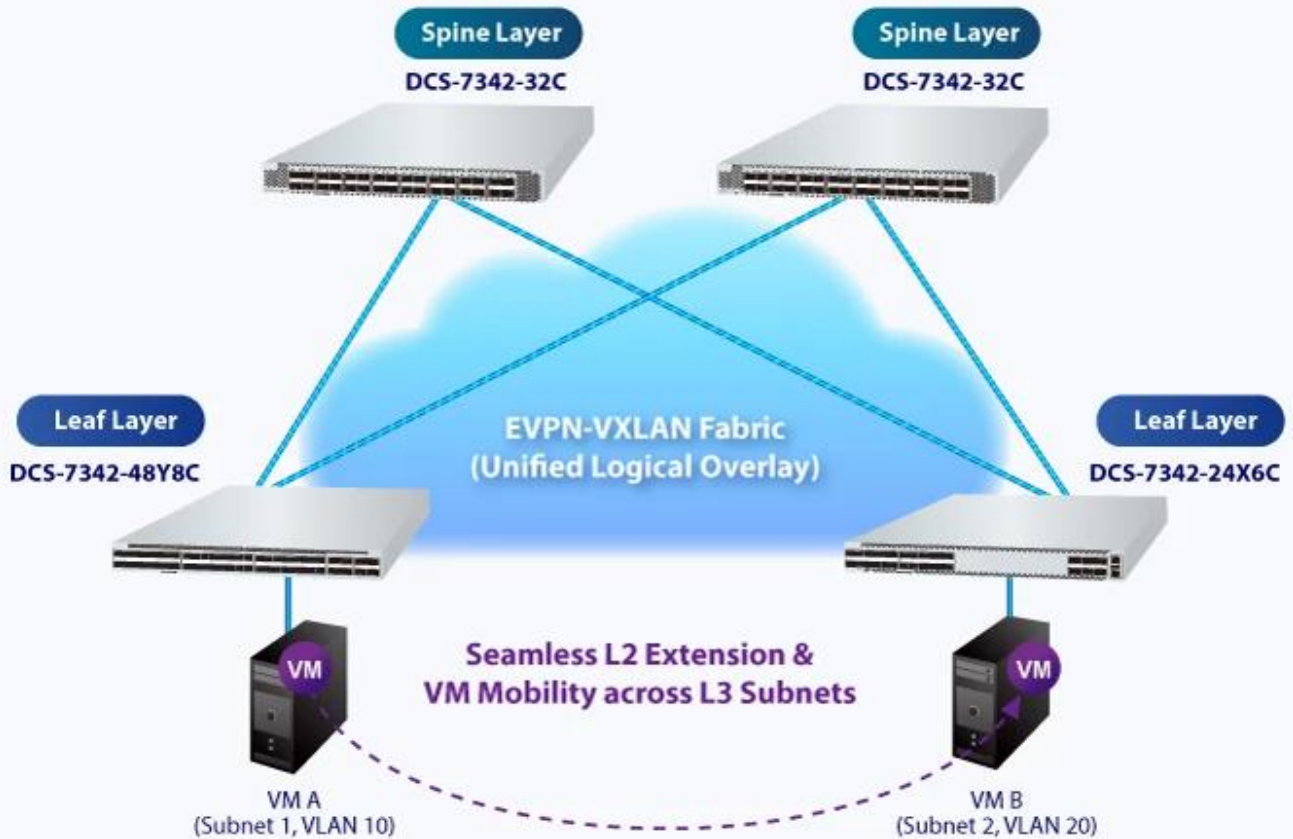 Spine Layer
DCS-7342-32C
Spine Layer
DCS-7342-32C
Leaf Layer
DCS-7342-48Y8C
EVPN-VXLAN Fabric
(Unified Logical Overlay)
Leaf Layer
DCS-7342-24X6C
VM
Seamless L2 Extension &
VM Mobility across L3 Subnets
VM
VM A
(Subnet 1, VLAN 10)
VM B
(Subnet 2, VLAN 20)